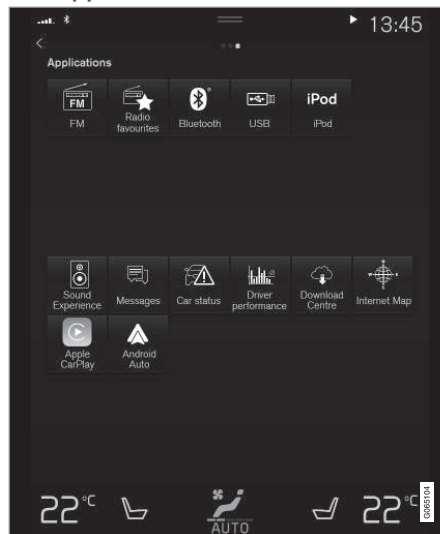 13:45
Applications
FM
iPod
FM
Radio
favourites
Bluetooth
USB
iPod
Sound
Experience
Messages
Car status
Driver
performance
Download
Centre
Internet Map
Apple
CarPlay
Android
Auto
22°C
AUTO
22°C
G065104